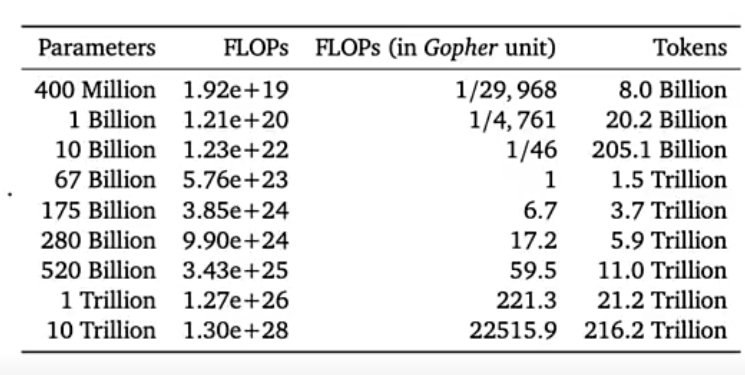 Parameters FLOPs FLOPs (in Gopher unit) Tokens
400 Million 1.92e+19 1/29,968 8.0 Billion
1 Billion 1.21e+20 1/4,761 20.2 Billion
10 Billion 1.23e+22 1/46 205.1 Billion
67 Billion 5.76e+23 1 1.5 Trillion
175 Billion 3.85e+24 6.7 3.7 Trillion
280 Billion 9.90e+24 17.2 5.9 Trillion
520 Billion 3.43e+25 59.5 11.0 Trillion
1 Trillion 1.27e+26 221.3 21.2 Trillion
10 Trillion 1.30e+28 22515.9 216.2 Trillion